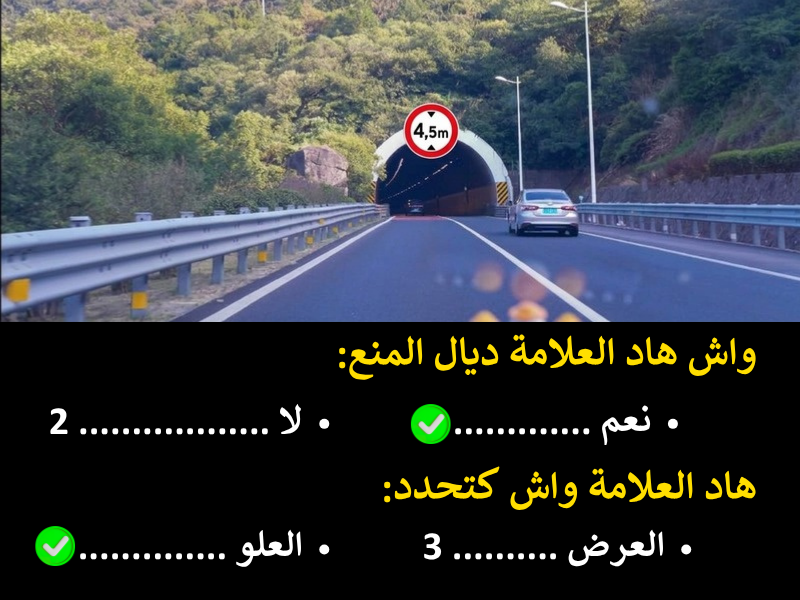 4,5m
واش هاد العلامة ديال المنع:
• نعم ............. ✅ • لا .................. 2
هاد العلامة واش كتحدد:
• العرض .......... 3 • العلو .............. ✅